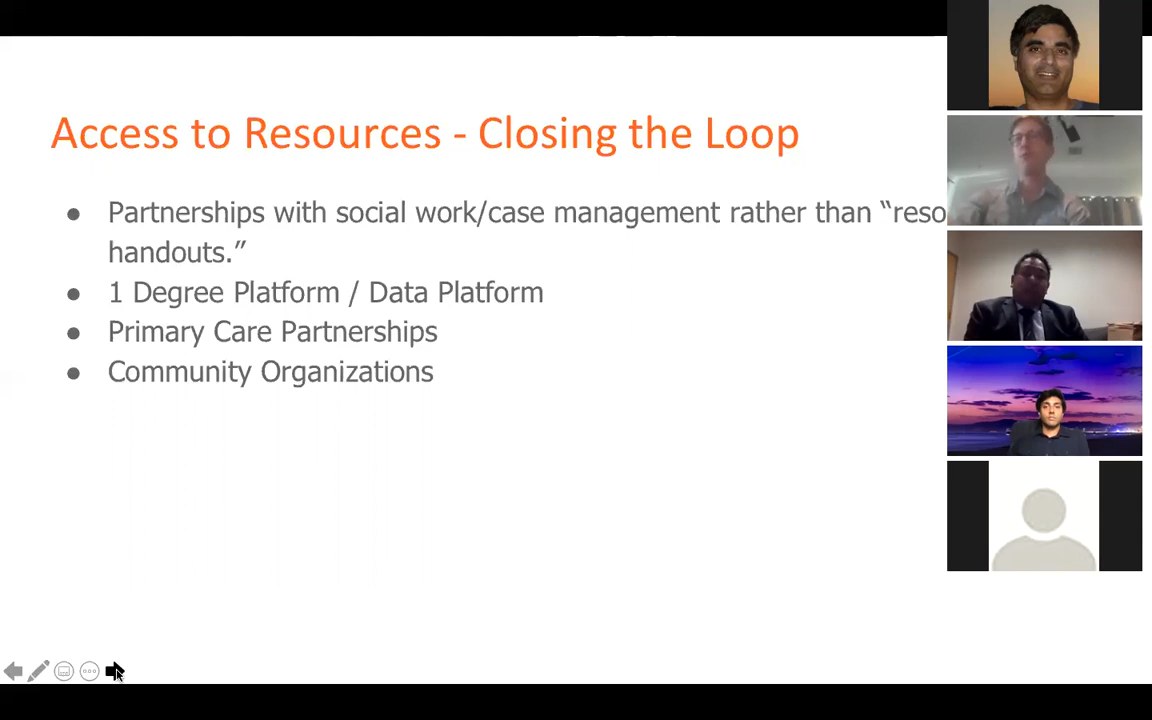 Access to Resources - Closing the Loop
● Partnerships with social work/case management rather than “reso
handouts.”
● 1 Degree Platform / Data Platform
● Primary Care Partnerships
● Community Organizations